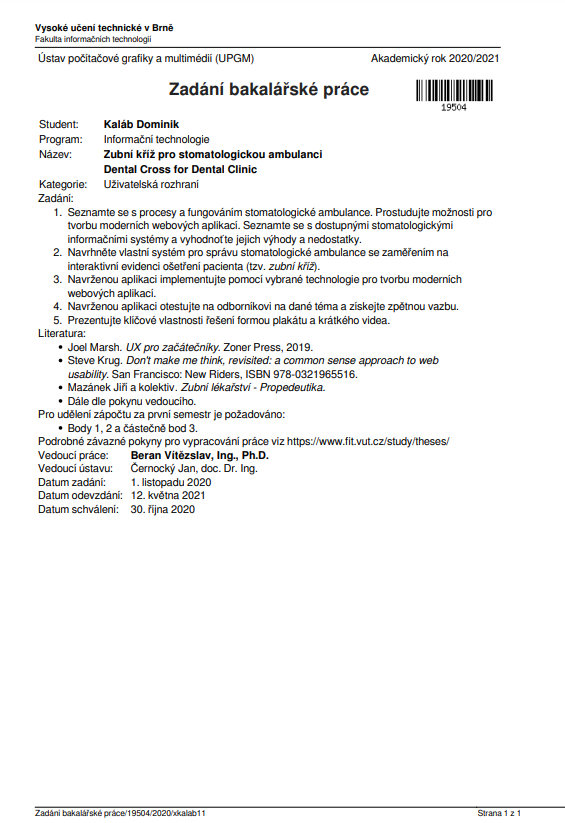 Vysoké učení technické v Brně
Fakulta informačních technologií
Ústav počítačové grafiky a multimédií (UPGM) Akademický rok 2020/2021
Zadání bakalářské práce
19504
Student: Kaláb Dominik
Program: Informační technologie
Název: Zubní kříž pro stomatologickou ambulanci
Dental Cross for Dental Clinic
Kategorie: Uživatelská rozhraní
Zadání:
1. Seznamte se s procesy a fungováním stomatologické ambulance. Prostudujte možnosti pro
tvorbu moderních webových aplikací. Seznamte se s dostupnými stomatologickými
informačními systémy a vyhodnoťte jejich výhody a nedostatky.
2. Navrhněte vlastní systém pro správu stomatologické ambulance se zaměřením na
interaktivní evidenci ošetření pacienta (tzv. zubní kříž).
3. Navrženou aplikaci implementujte pomocí vybrané technologie pro tvorbu moderních
webových aplikací.
4. Navrženou aplikaci otestujte na odborníkovi na dané téma a získejte zpětnou vazbu.
5. Prezentujte klíčové vlastnosti řešení formou plakátu a krátkého videa.
Literatura:
• Joel Marsh. UX pro začátečníky. Zoner Press, 2019.
• Steve Krug. Don't make me think, revisited: a common sense approach to web
usability. San Francisco: New Riders, ISBN 978-0321965516.
• Mazánek Jiří a kolektiv. Zubní lékařství - Propedeutika.
• Dále dle pokynu vedoucího.
Pro udělení zápočtu za první semestr je požadováno:
• Body 1, 2 a částečně bod 3.
Podrobné závazné pokyny pro vypracování práce viz https://www.fit.vut.cz/study/theses/
Vedoucí práce: Beran Vítězslav, Ing., Ph.D.
Vedoucí ústavu: Černocký Jan, doc. Dr. Ing.
Datum zadání: 1. listopadu 2020
Datum odevzdání: 12. května 2021
Datum schválení: 30. října 2020
Zadání bakalářské práce/19504/2020/xkalab11 Strana 1 z 1